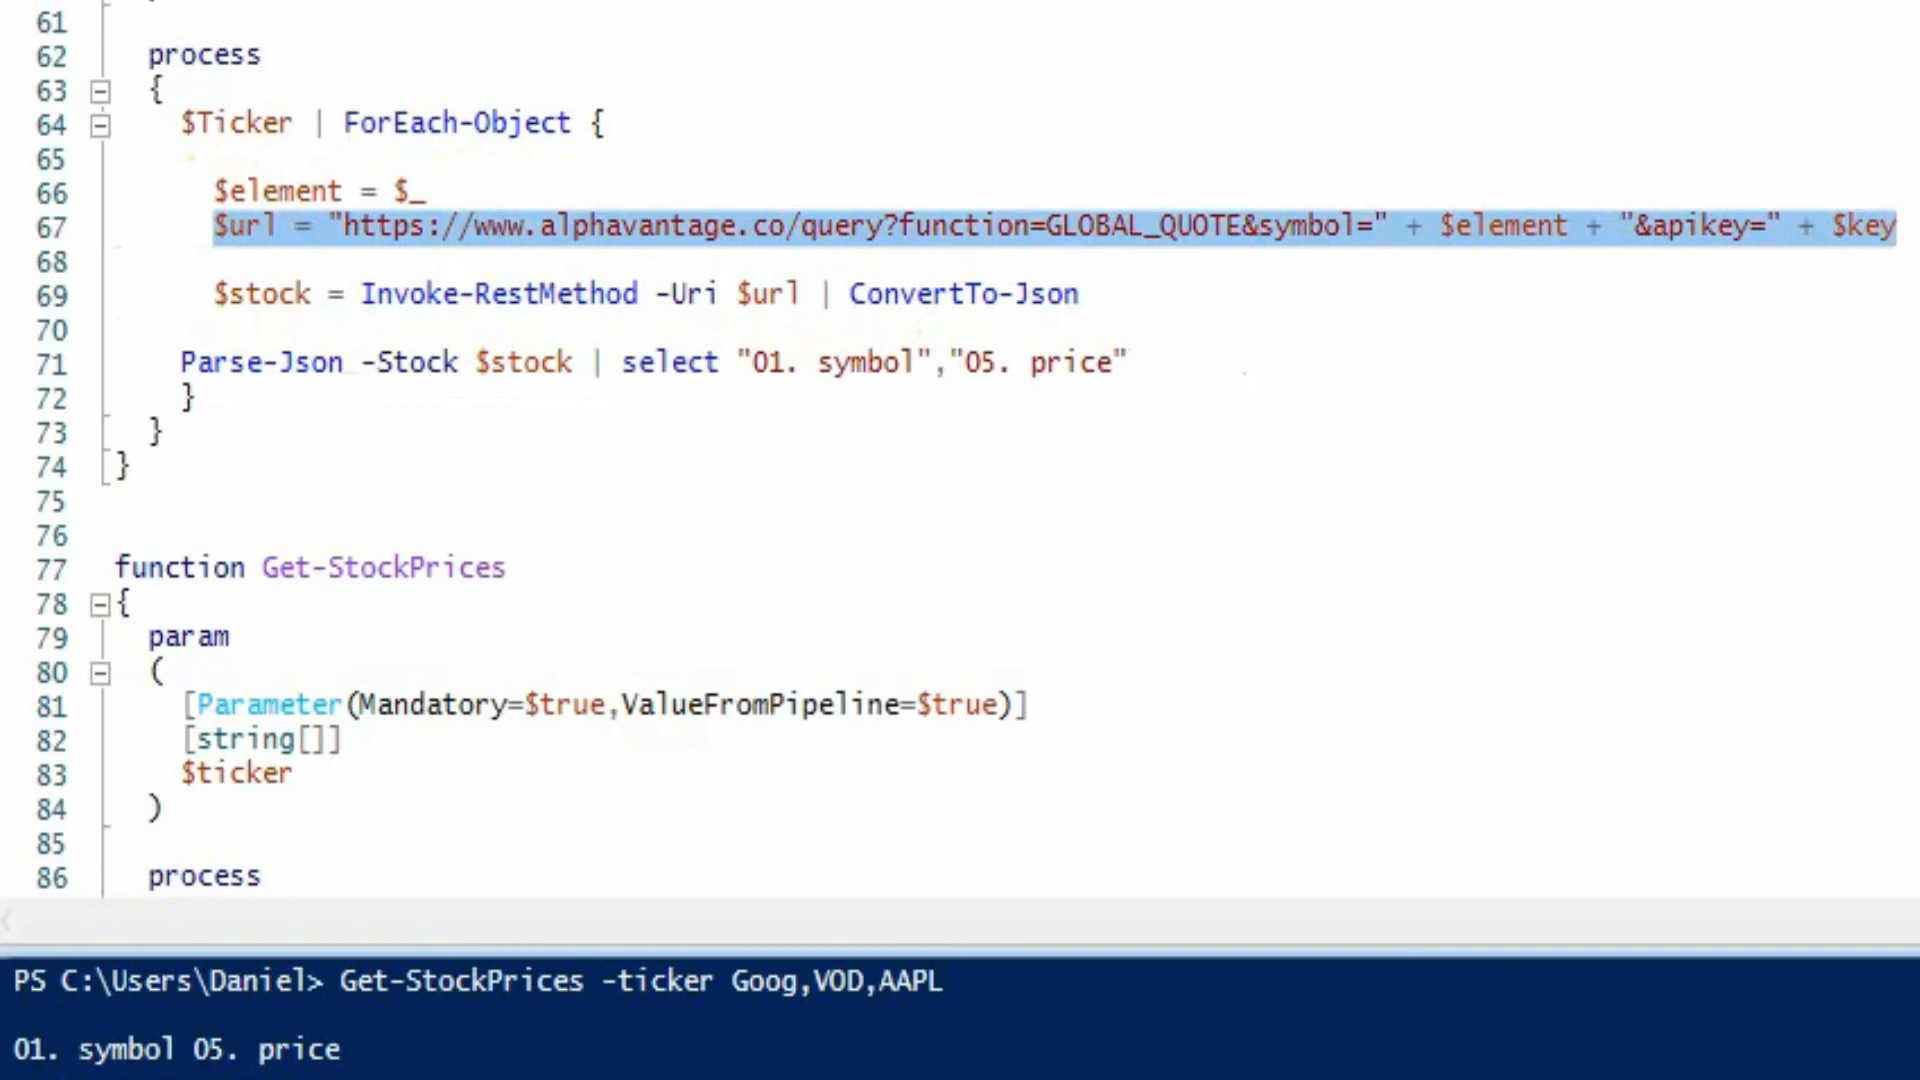 61
62 process
63 {
64 $Ticker | ForEach-Object {
65
66 $element = $_
67 $url = "https://www.alphavantage.co/query?function=GLOBAL_QUOTE&symbol=" + $element + "&apikey=" + $key
68
69 $stock = Invoke-RestMethod -Uri $url | ConvertTo-Json
70
71 Parse-Json -Stock $stock | select "01. symbol","05. price"
72 }
73 }
74 }
75
76
77 function Get-StockPrices
78 {
79 param
80 (
81 [Parameter(Mandatory=$true,ValueFromPipeline=$true)]
82 [string[]]
83 $ticker
84 )
85
86 process
PS C:\Users\Daniel> Get-StockPrices -ticker Goog,VOD,AAPL
01. symbol 05. price